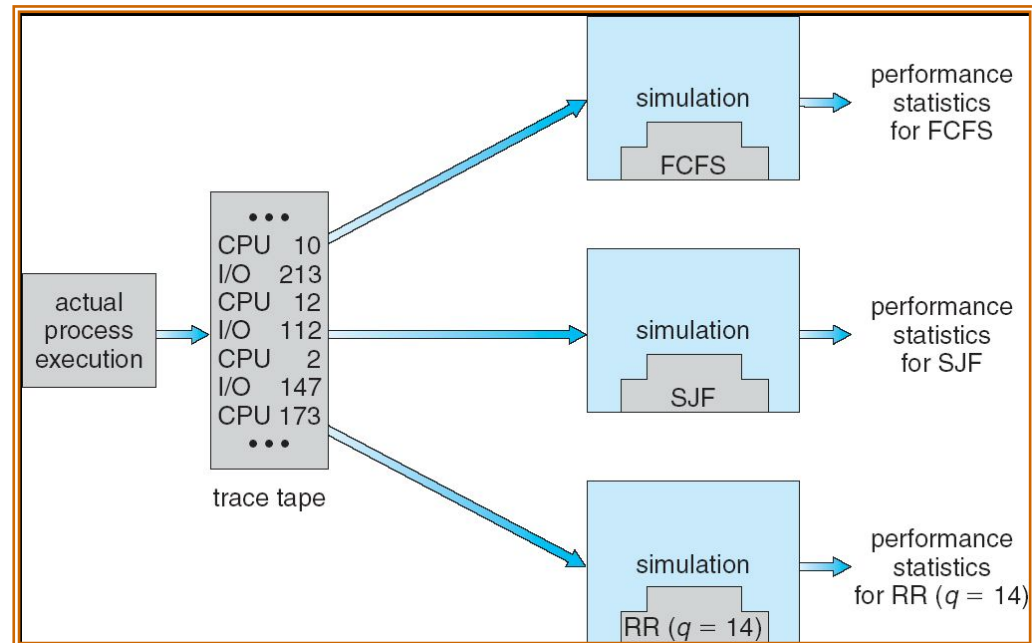 simulation
FCFS
performance
statistics
for FCFS
actual
process
execution
• • •
CPU 10
I/O 213
CPU 12
I/O 112
CPU 2
I/O 147
CPU 173
• • •
trace tape
simulation
SJF
performance
statistics
for SJF
simulation
RR (q = 14)
performance
statistics
for RR (q = 14)